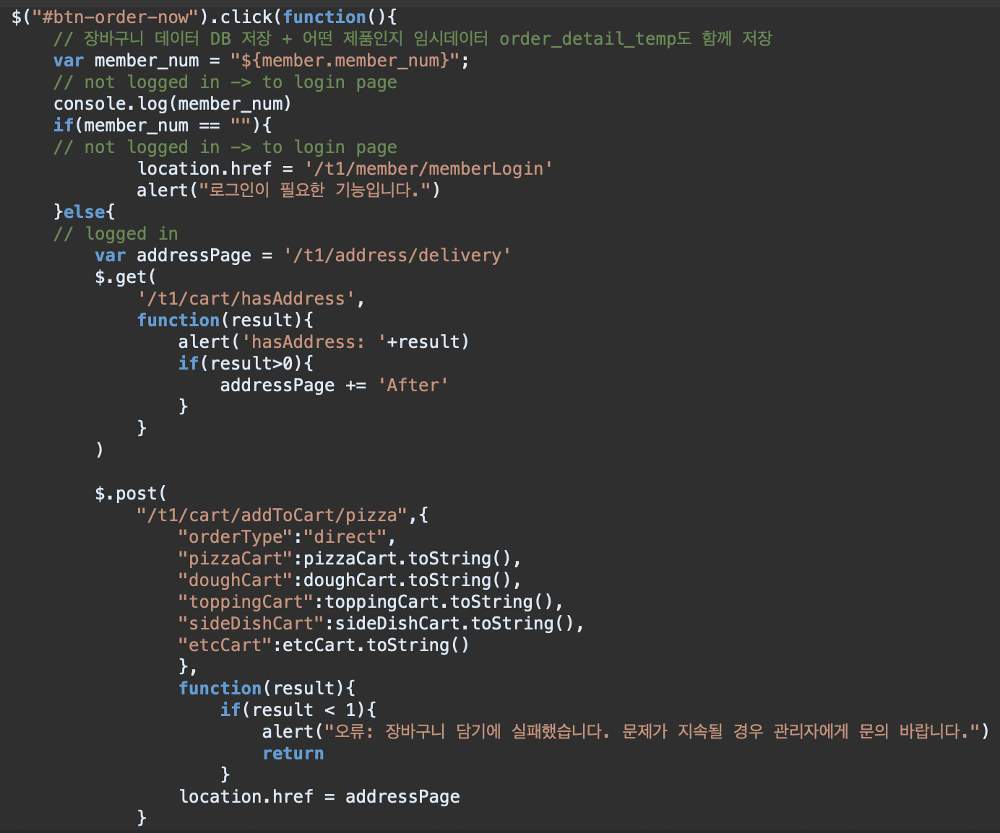 $("#btn-order-now").click(function(){
    // 장바구니 데이터 DB 저장 + 어떤 제품인지 임시데이터 order_detail_temp도 함께 저장
    var member_num = "${member.member_num}";
    // not logged in -> to login page
    console.log(member_num)
    if(member_num == ""){
    // not logged in -> to login page
            location.href = '/t1/member/memberLogin'
            alert("로그인이 필요한 기능입니다.")
    }else{
    // logged in
        var addressPage = '/t1/address/delivery'
        $.get(
            '/t1/cart/hasAddress',
            function(result){
                alert('hasAddress: '+result)
                if(result>0){
                    addressPage += 'After'
                }
            }
        )
        $.post(
            "/t1/cart/addToCart/pizza",{
                "orderType":"direct",
                "pizzaCart":pizzaCart.toString(),
                "doughCart":doughCart.toString(),
                "toppingCart":toppingCart.toString(),
                "sideDishCart":sideDishCart.toString(),
                "etcCart":etcCart.toString()
                },
                function(result){
                    if(result < 1){
                        alert("오류: 장바구니 담기에 실패했습니다. 문제가 지속될 경우 관리자에게 문의 바랍니다.")
                        return
                    }
                location.href = addressPage
            }